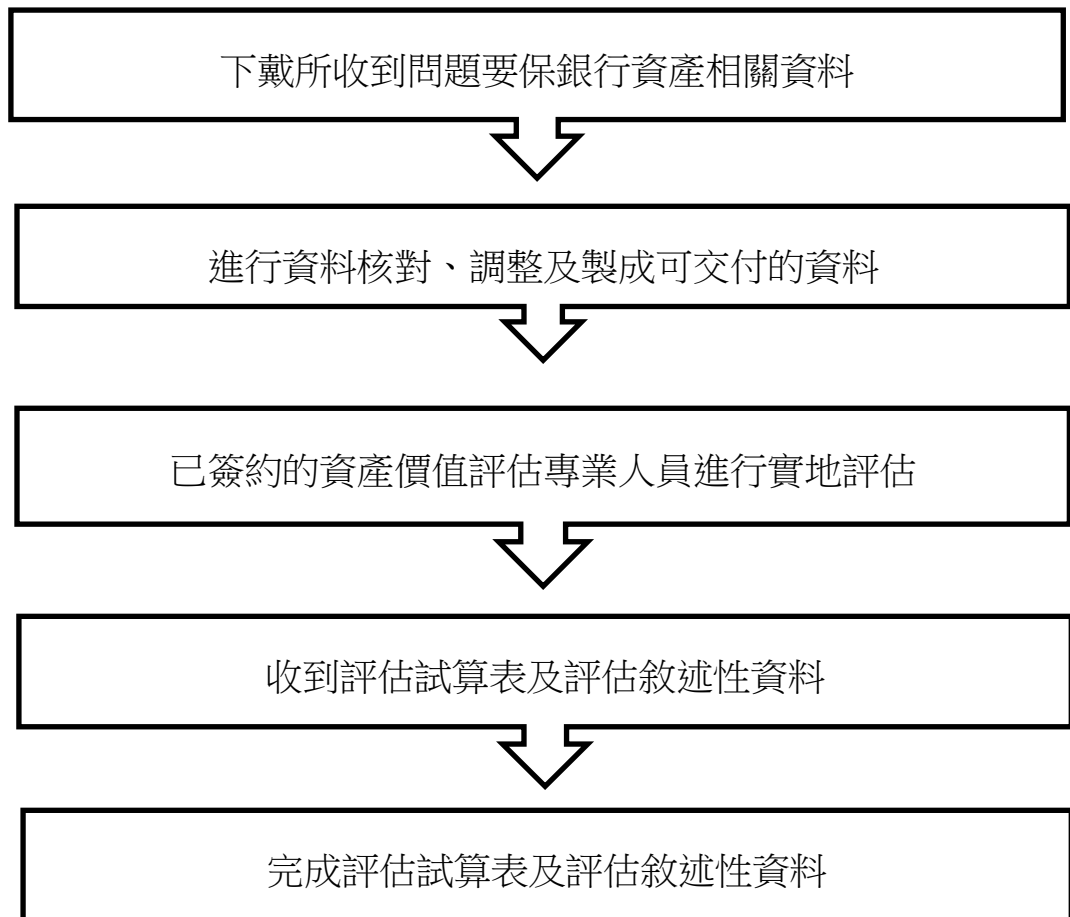 下戴所收到問題要保銀行資產相關資料
進行資料核對、調整及製成可交付的資料
已簽約的資產價值評估專業人員進行實地評估
收到評估試算表及評估敘述性資料
完成評估試算表及評估敘述性資料